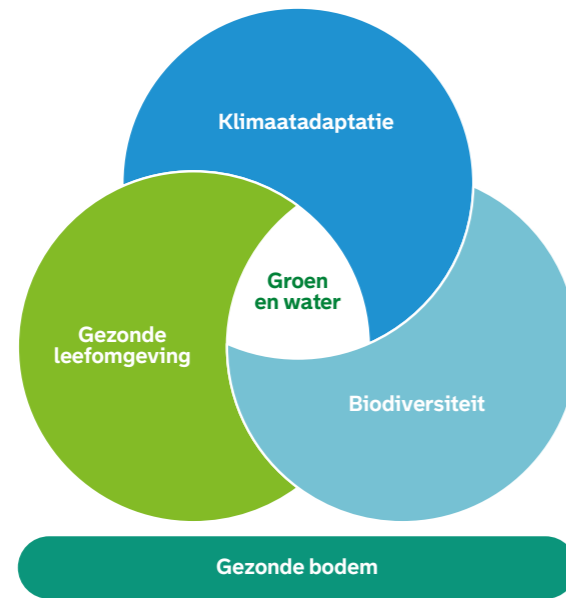 Klimaatadaptatie
Groen
en water
Gezonde
leefomgeving
Biodiversiteit
Gezonde bodem